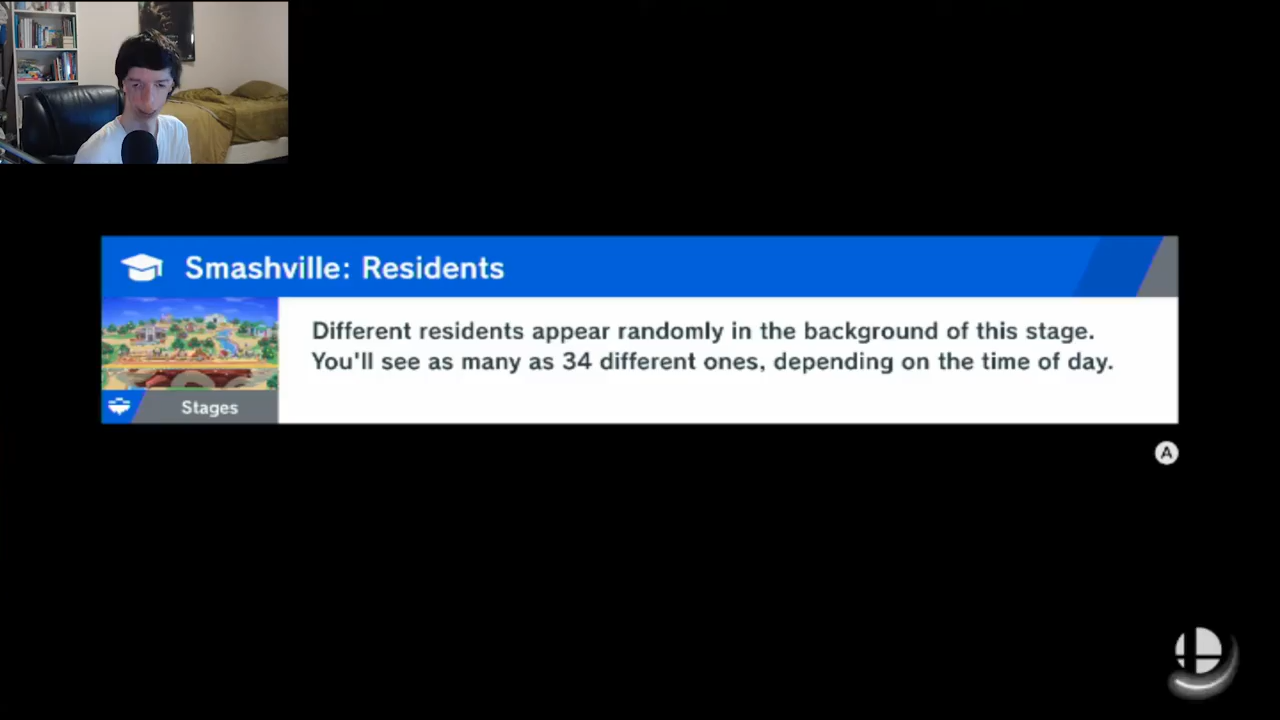 Smashville: Residents
Different residents appear randomly in the background of this stage.
You'll see as many as 34 different ones, depending on the time of day.
Stages
A